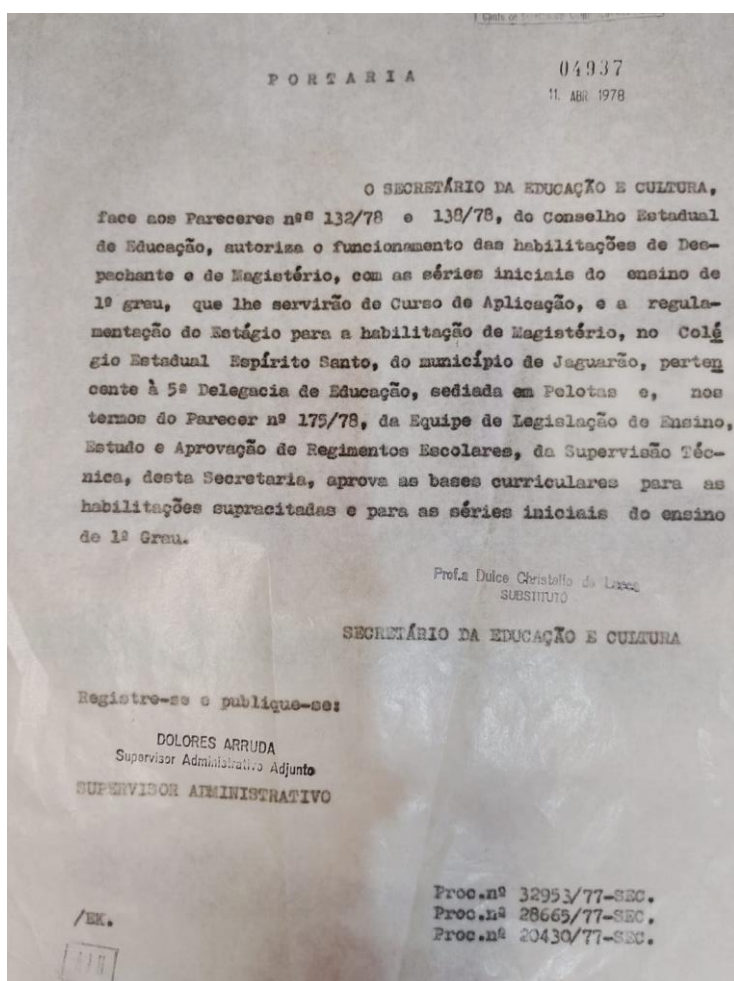 PORTARIA
04937
11. ABR 1978
O SECRETÁRIO DA EDUCAÇÃO E CULTURA,
face aos Pareceres nºs 132/78 e 138/78, do Conselho Estadual
de Educação, autoriza o funcionamento das habilitações de Des-
pachante e de Magistério, com as séries iniciais do ensino de
1º grau, que lhe servirão de Curso de Aplicação, e a regula-
mentação do Estágio para a habilitação de Magistério, no Colé
gio Estadual Espírito Santo, do município de Jaguarão, perten
cente à 5ª Delegacia de Educação, sediada em Pelotas e, nos
termos do Parecer nº 175/78, da Equipe de Legislação de Ensino,
Estudo e Aprovação de Regimentos Escolares, da Supervisão Téc-
nica, desta Secretaria, aprova as bases curriculares para as
habilitações supracitadas e para as séries iniciais do ensino
de 1º Grau.
Prof.a Dulce
SUBSTITUTO
SECRETÁRIO DA EDUCAÇÃO E CULTURA
Registre-se e publique-se:
DOLORES ARRUDA
Supervisor Administrativo Adjunto
SUPERVISOR ADMINISTRATIVO
Proc.nº 32953/77-SEC.
/EK.
Proc.nº 28665/77-SEC.
Proc.nº 20430/77-SEC.